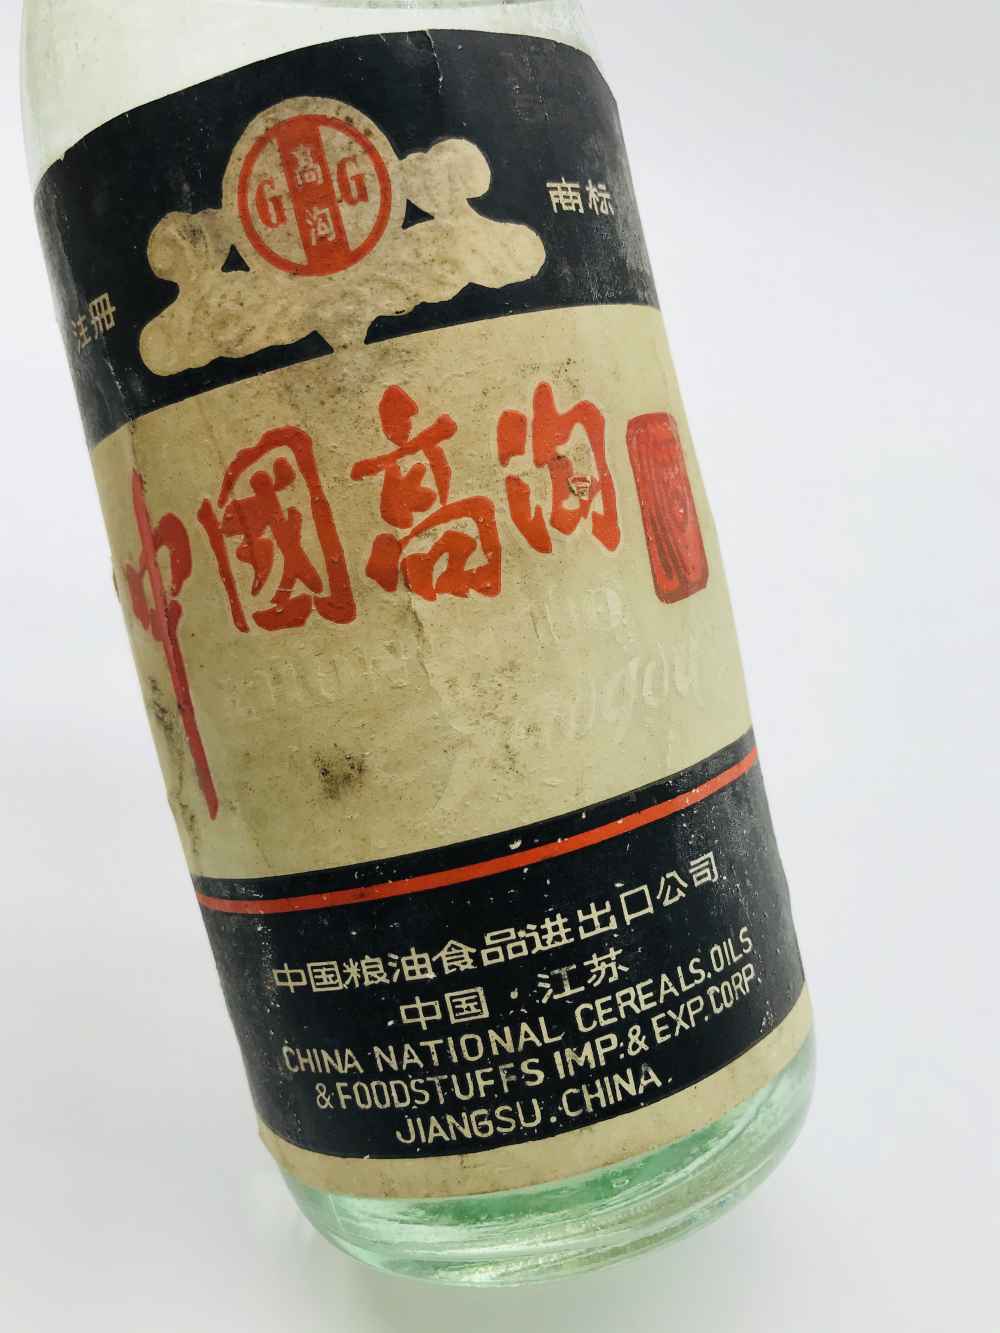 G 高沟 G
注册 商标
中國高沟
中国粮油食品进出口公司
中国·江苏
CHINA NATIONAL CEREALS.OILS
& FOODSTUFFS IMP.& EXP.CORP.
JIANGSU.CHINA.